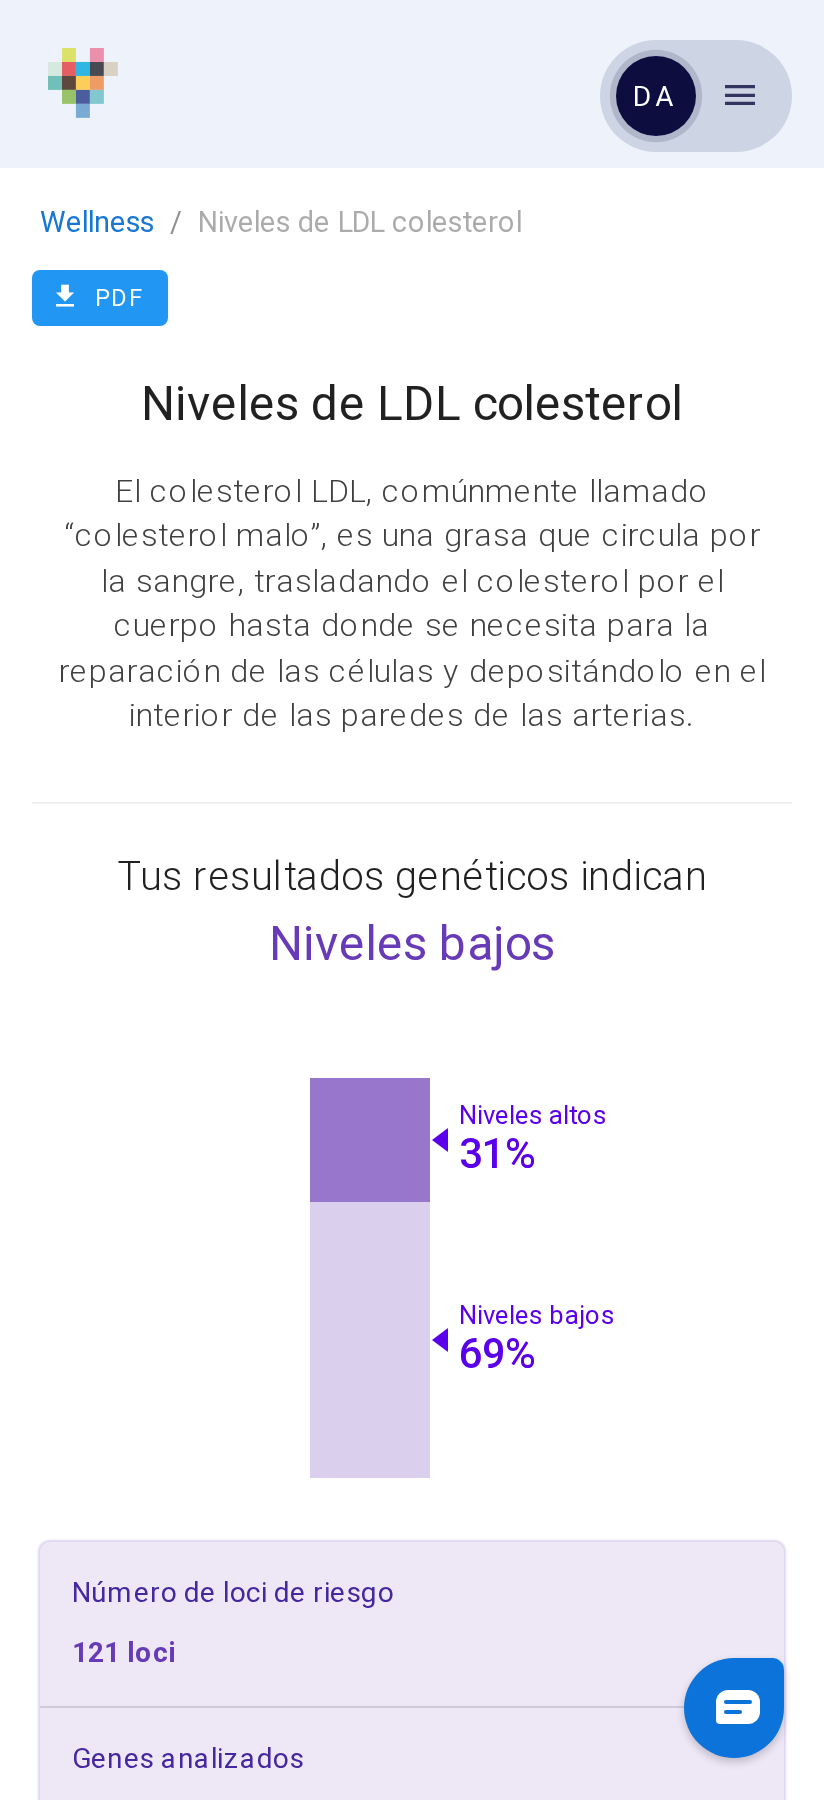 DA
Wellness / Niveles de LDL colesterol
PDF
Niveles de LDL colesterol
El colesterol LDL, comúnmente llamado
“colesterol malo”, es una grasa que circula por
la sangre, trasladando el colesterol por el
cuerpo hasta donde se necesita para la
reparación de las células y depositándolo en el
interior de las paredes de las arterias.
Tus resultados genéticos indican
Niveles bajos
Niveles altos
31%
Niveles bajos
69%
Número de loci de riesgo
121 loci
Genes analizados